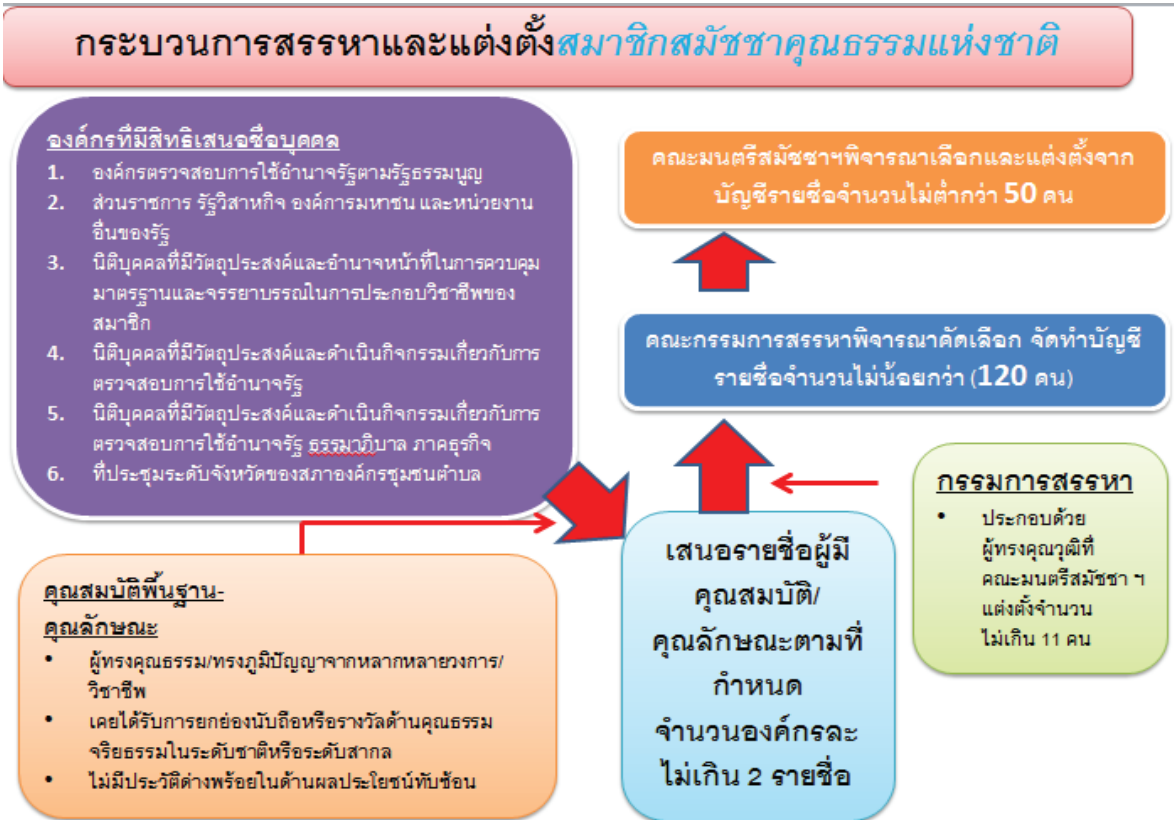 กระบวนการสรรหาและแต่งตั้งสมาชิกสมัชชาคุณธรรมแห่งชาติ
องค์กรที่มีสิทธิเสนอชื่อบุคคล
1. องค์กรตรวจสอบการใช้อำนาจรัฐตามรัฐธรรมนูญ
2. ส่วนราชการ รัฐวิสาหกิจ องค์การมหาชน และหน่วยงาน
อื่นของรัฐ
3. นิติบุคคลที่มีวัตถุประสงค์และอำนาจหน้าที่ในการควบคุม
มาตรฐานและจรรยาบรรณในการประกอบวิชาชีพของ
สมาชิก
4. นิติบุคคลที่มีวัตถุประสงค์และดำเนินกิจกรรมเกี่ยวกับการ
ตรวจสอบการใช้อำนาจรัฐ
5. นิติบุคคลที่มีวัตถุประสงค์และดำเนินกิจกรรมเกี่ยวกับการ
ตรวจสอบการใช้อำนาจรัฐ ธรรมาภิบาล ภาคธุรกิจ
6. ที่ประชุมระดับจังหวัดของสภาองค์กรชุมชนตำบล
คุณสมบัติพื้นฐาน-
คุณลักษณะ
• ผู้ทรงคุณธรรม/ทรงภูมิปัญญาจากหลากหลายวงการ/
วิชาชีพ
• เคยได้รับการยกย่องนับถือหรือรางวัลด้านคุณธรรม
จริยธรรมในระดับชาติหรือระดับสากล
• ไม่มีประวัติด่างพร้อยในด้านผลประโยชน์ทับซ้อน
คณะมนตรีสมัชชาฯพิจารณาเลือกและแต่งตั้งจาก
บัญชีรายชื่อจำนวนไม่ต่ำกว่า 50 คน
คณะกรรมการสรรหาพิจารณาคัดเลือก จัดทำบัญชี
รายชื่อจำนวนไม่น้อยกว่า (120 คน)
เสนอรายชื่อผู้มี
คุณสมบัติ/
คุณลักษณะตามที่
กำหนด
จำนวนองค์กรละ
ไม่เกิน 2 รายชื่อ
กรรมการสรรหา
• ประกอบด้วย
ผู้ทรงคุณวุฒิที่
คณะมนตรีสมัชชา ฯ
แต่งตั้งจำนวน
ไม่เกิน 11 คน